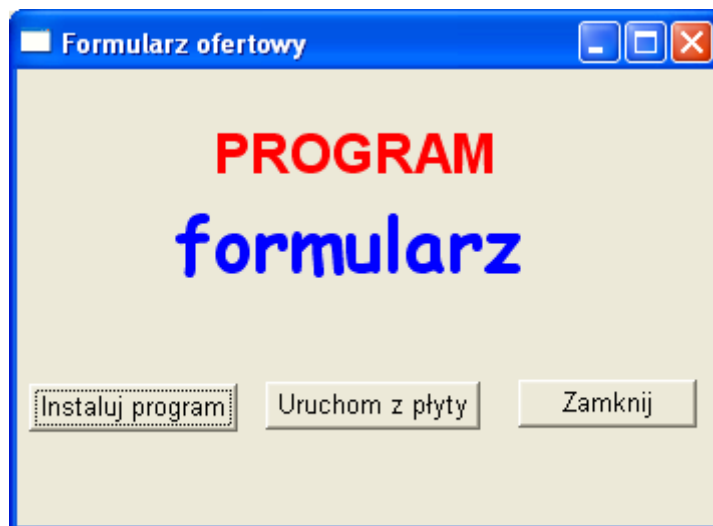 Formularz ofertowy
PROGRAM
formularz
Instaluj program
Uruchom z płyty
Zamknij